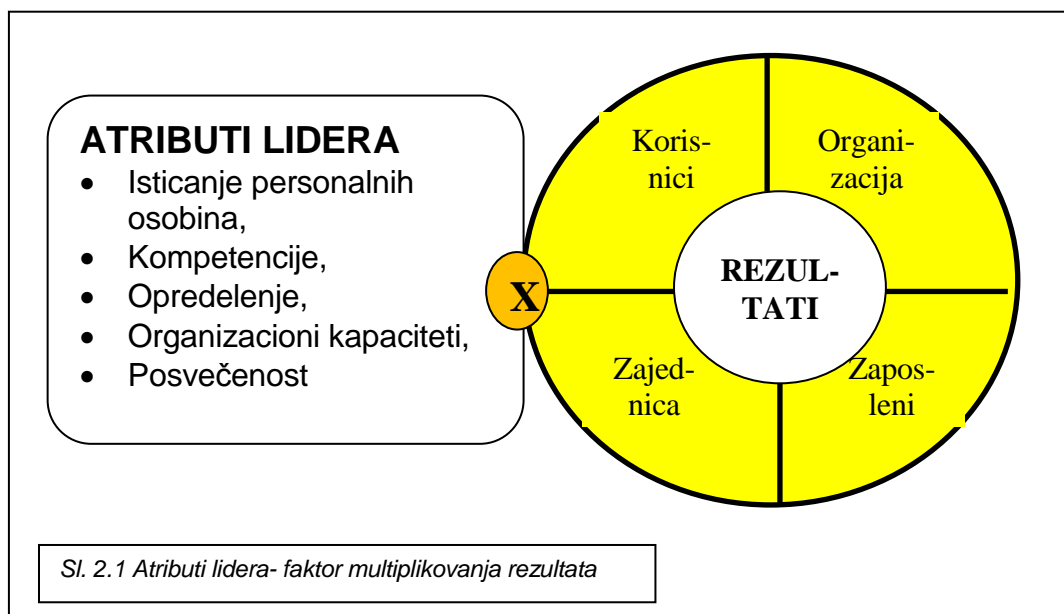 ATRIBUTI LIDERA
• Isticanje personalnih
osobina,
• Kompetencije,
• Opredelenje,
• Organizacioni kapaciteti,
• Posvečenost
X
Koris-
nici
Organi-
zacija
REZUL-
TATI
Zajed-
nica
Zapos-
leni
Sl. 2.1 Atributi lidera- faktor multiplikovanja rezultata